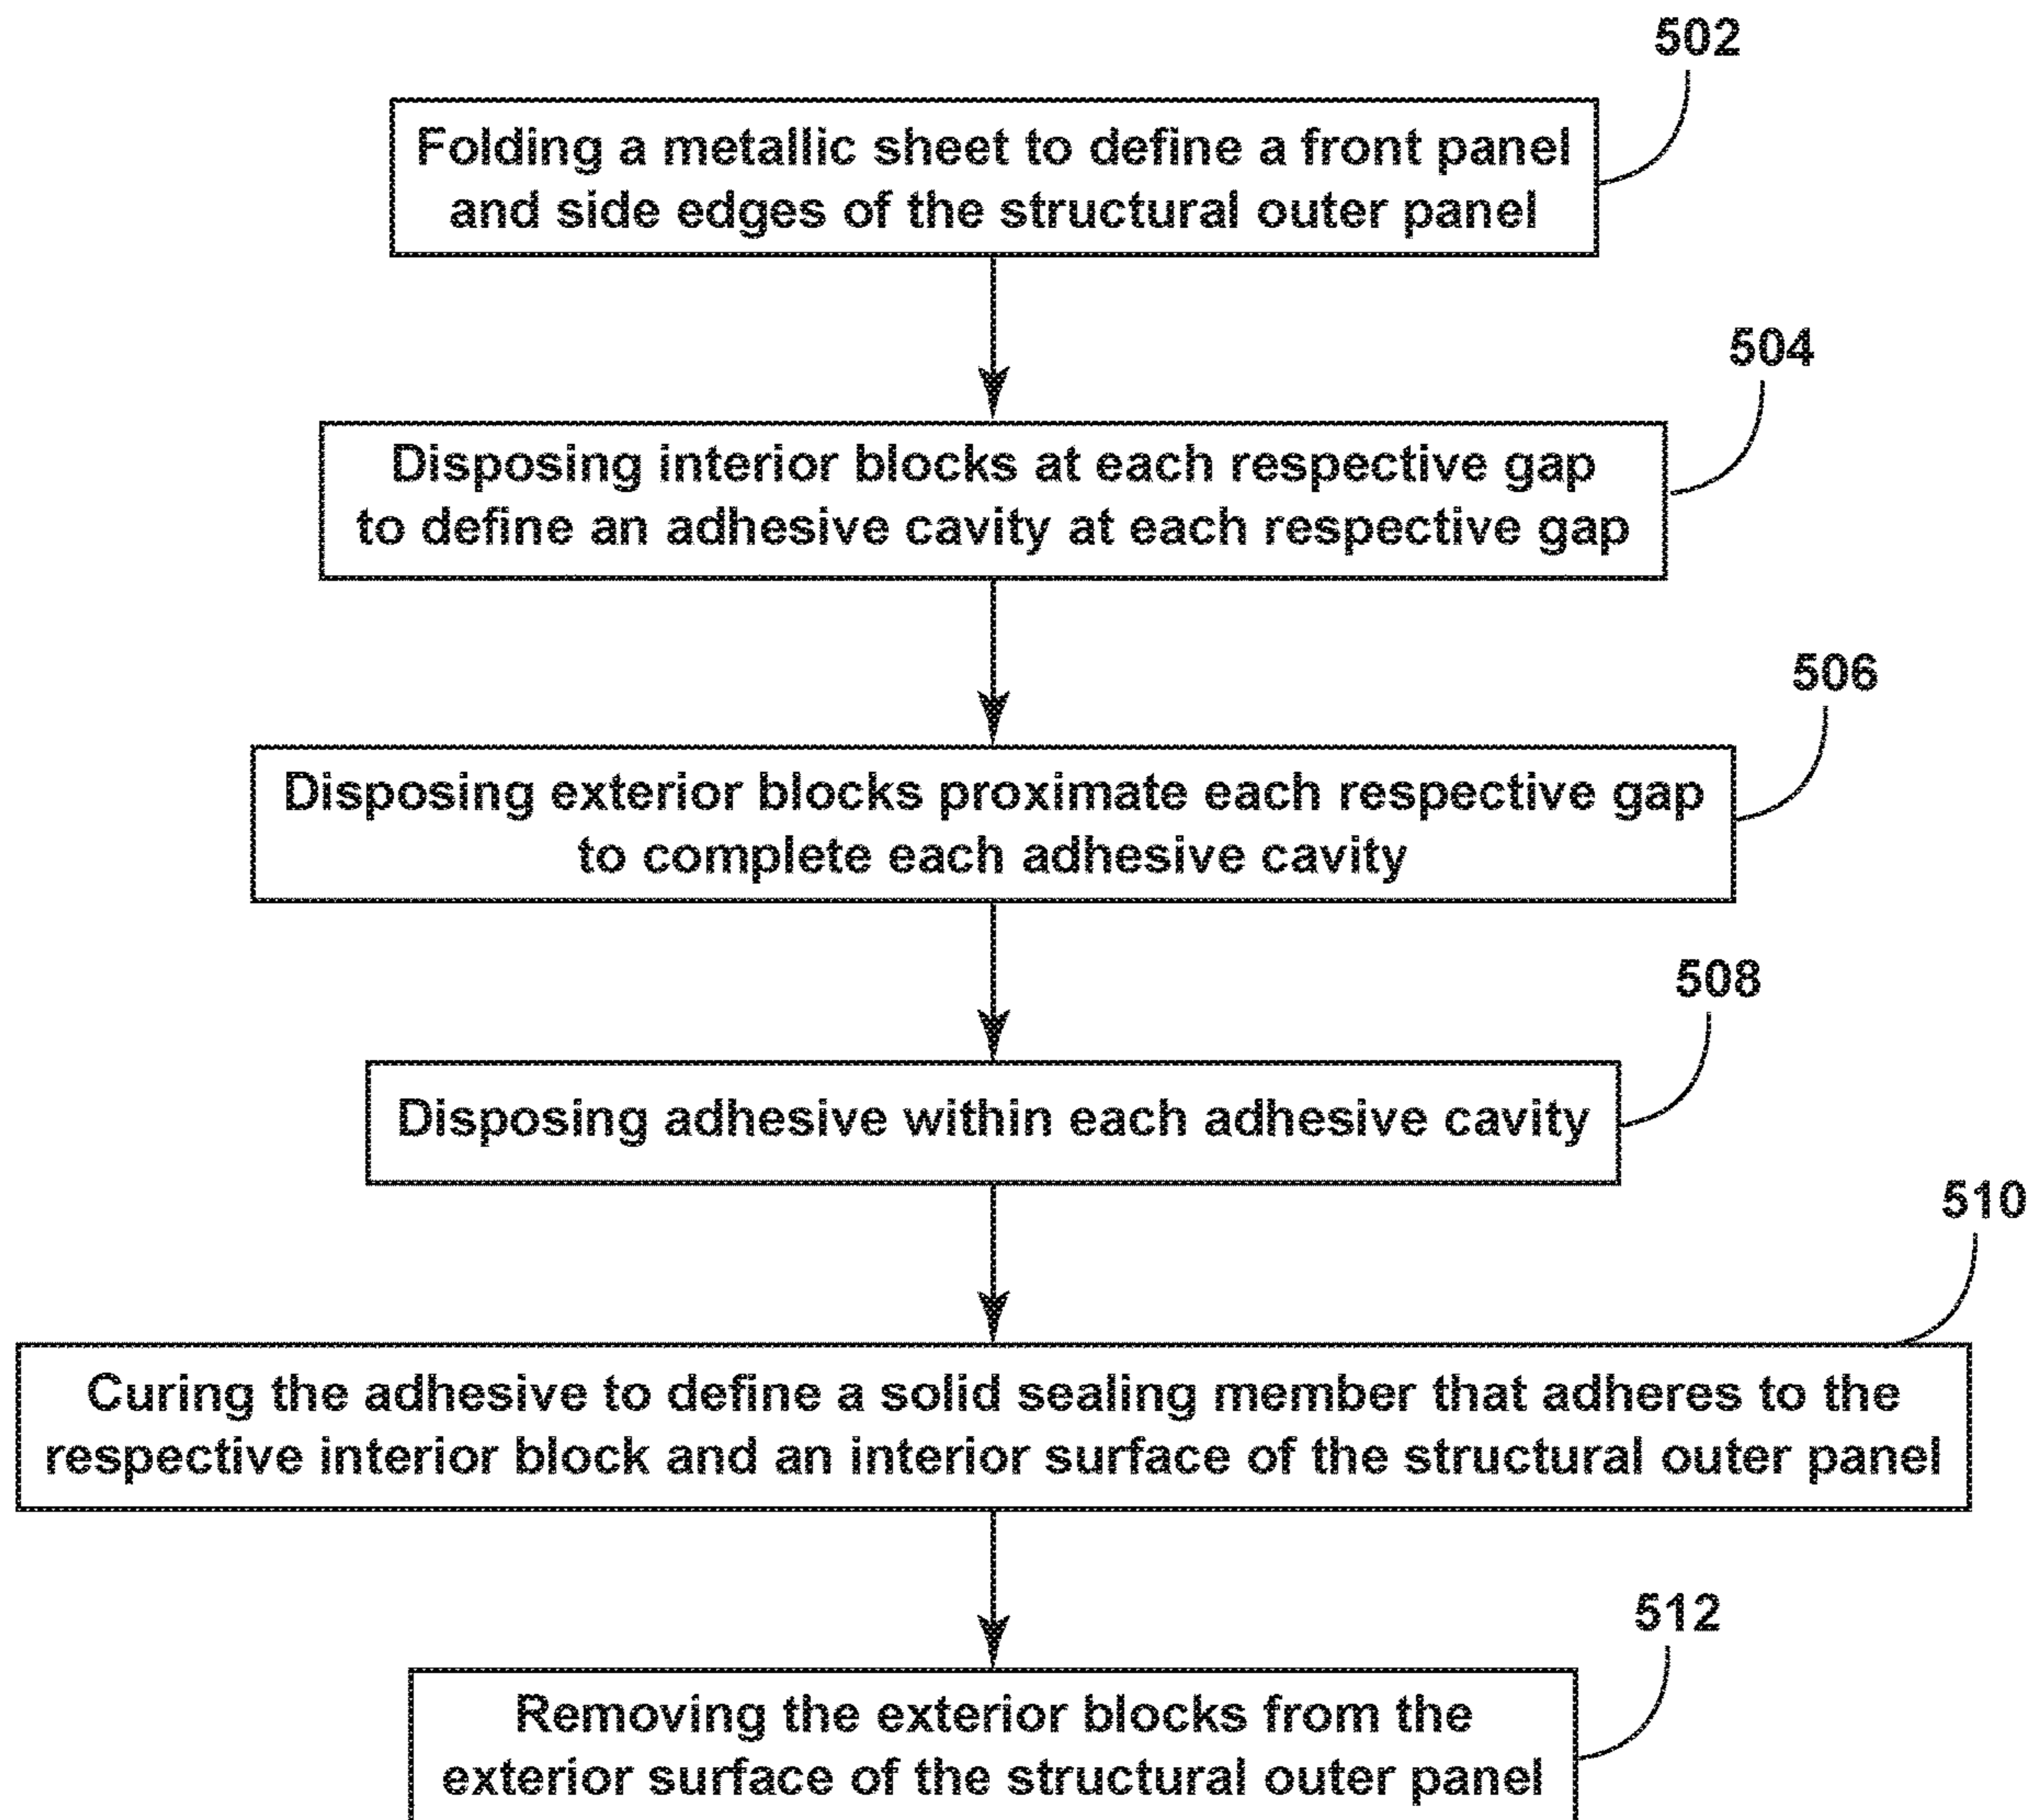 502
Folding a metallic sheet to define a front panel
and side edges of the structural outer panel
504
Disposing interior blocks at each respective gap
to define an adhesive cavity at each respective gap
506
Disposing exterior blocks proximate each respective gap
to complete each adhesive cavity
508
Disposing adhesive within each adhesive cavity
510
Curing the adhesive to define a solid sealing member that adheres to the
respective interior block and an interior surface of the structural outer panel
512
Removing the exterior blocks from the
exterior surface of the structural outer panel